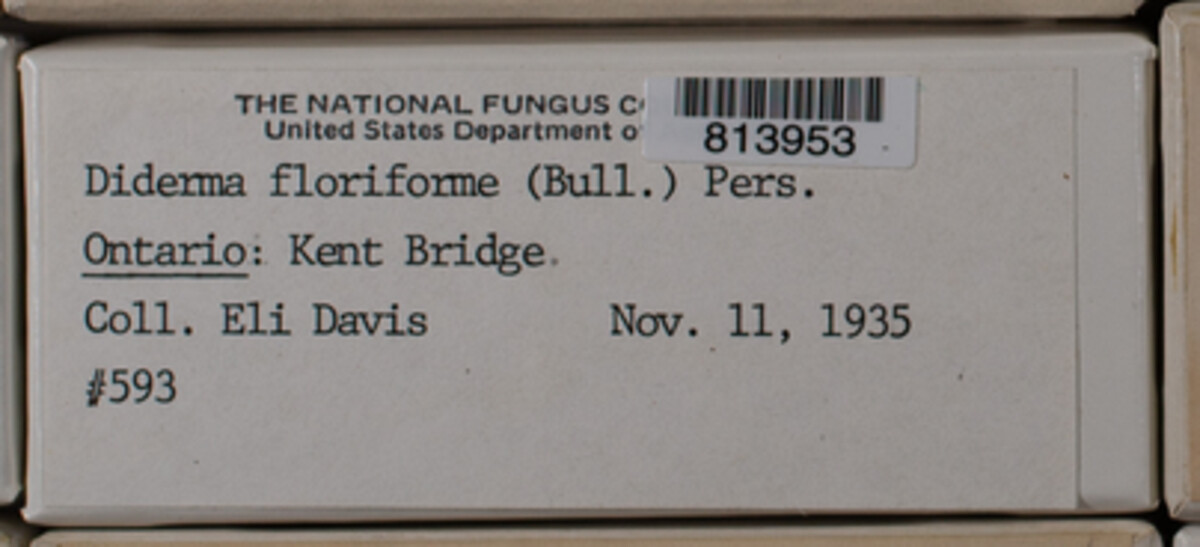 THE NATIONAL FUNGUS
United States Department
813953
Diderma floriforme (Bull.) Pers.
Ontario: Kent Bridge.
Coll. Eli Davis Nov. 11, 1935
#593